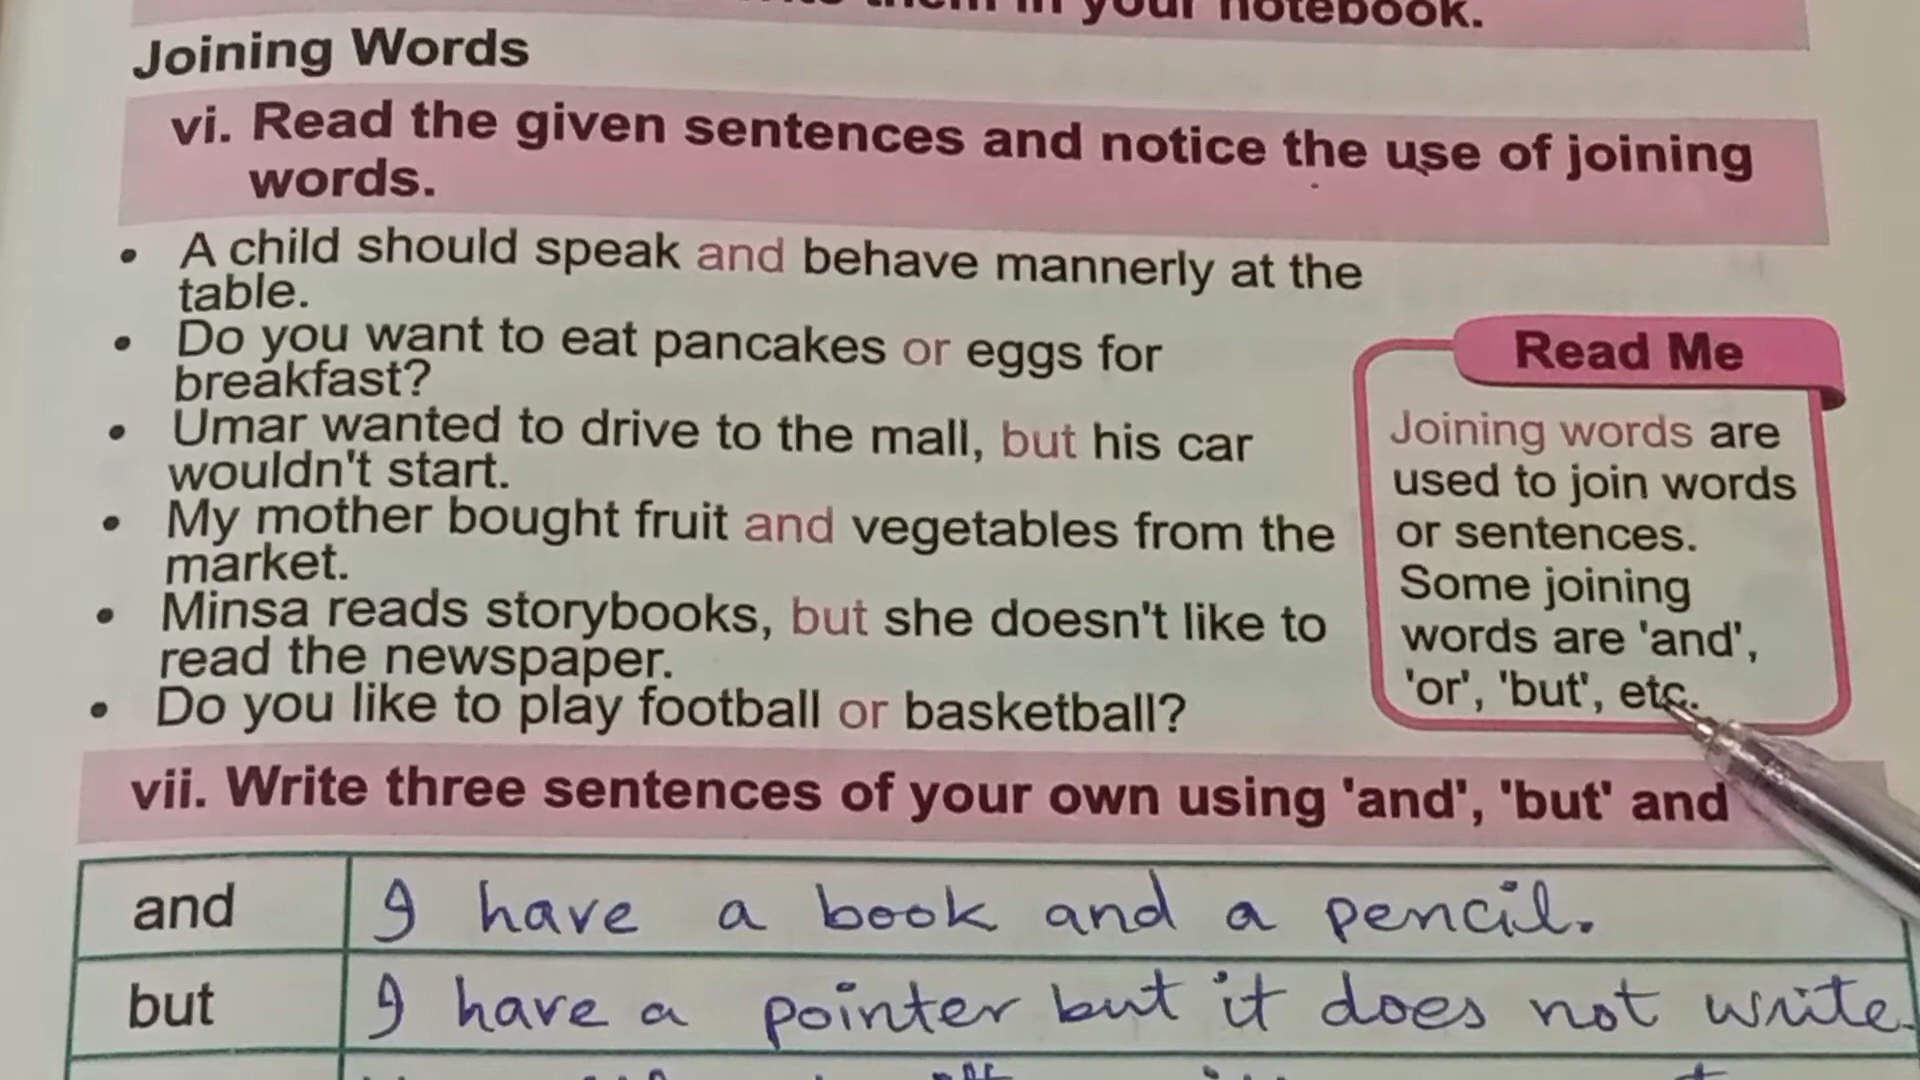 them in your notebook.
Joining Words
vi. Read the given sentences and notice the use of joining
words.
• A child should speak and behave mannerly at the
table.
• Do you want to eat pancakes or eggs for
breakfast?
• Umar wanted to drive to the mall, but his car
wouldn't start.
• My mother bought fruit and vegetables from the
market.
• Minsa reads storybooks, but she doesn't like to
read the newspaper.
• Do you like to play football or basketball?
Read Me
Joining words are
used to join words
or sentences.
Some joining
words are 'and',
'or', 'but', etc.
vii. Write three sentences of your own using 'and', 'but' and
and
I have a book and a pencil.
but
I have a pointer but it does not write.